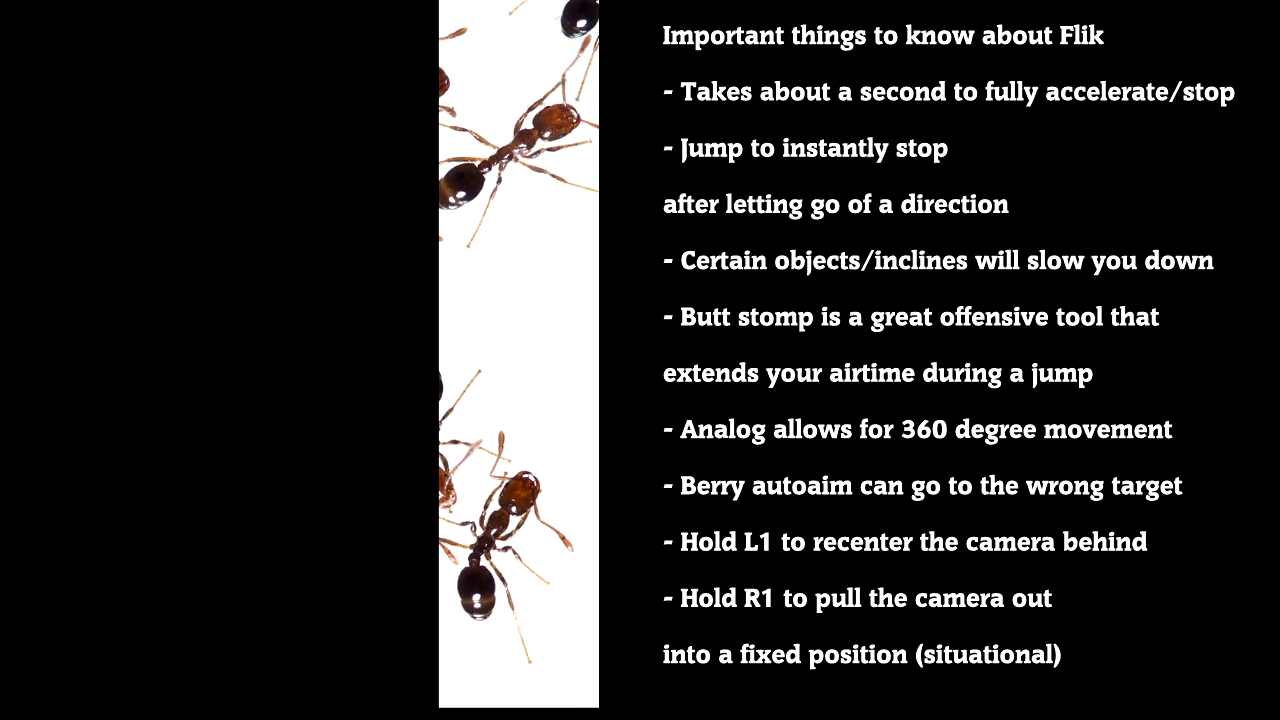 Important things to know about Flik
- Takes about a second to fully accelerate/stop
- Jump to instantly stop
after letting go of a direction
- Certain objects/inclines will slow you down
- Butt stomp is a great offensive tool that
extends your airtime during a jump
- Analog allows for 360 degree movement
- Berry autoaim can go to the wrong target
- Hold L1 to recenter the camera behind
- Hold R1 to pull the camera out
into a fixed position (situational)